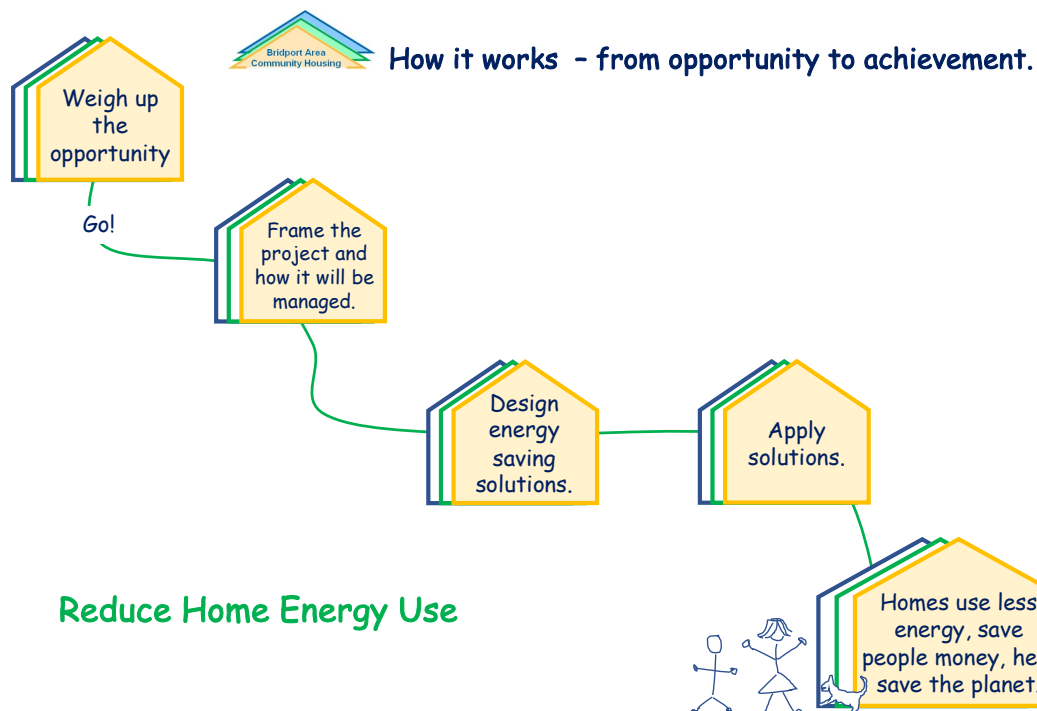 Bridport Area
Community Housing
How it works – from opportunity to achievement.
Weigh up
the
opportunity
Go!
Frame the
project and
how it will be
managed.
Design
energy
saving
solutions.
Apply
solutions.
Reduce Home Energy Use
Homes use less
energy, save
people money,
save the planet.